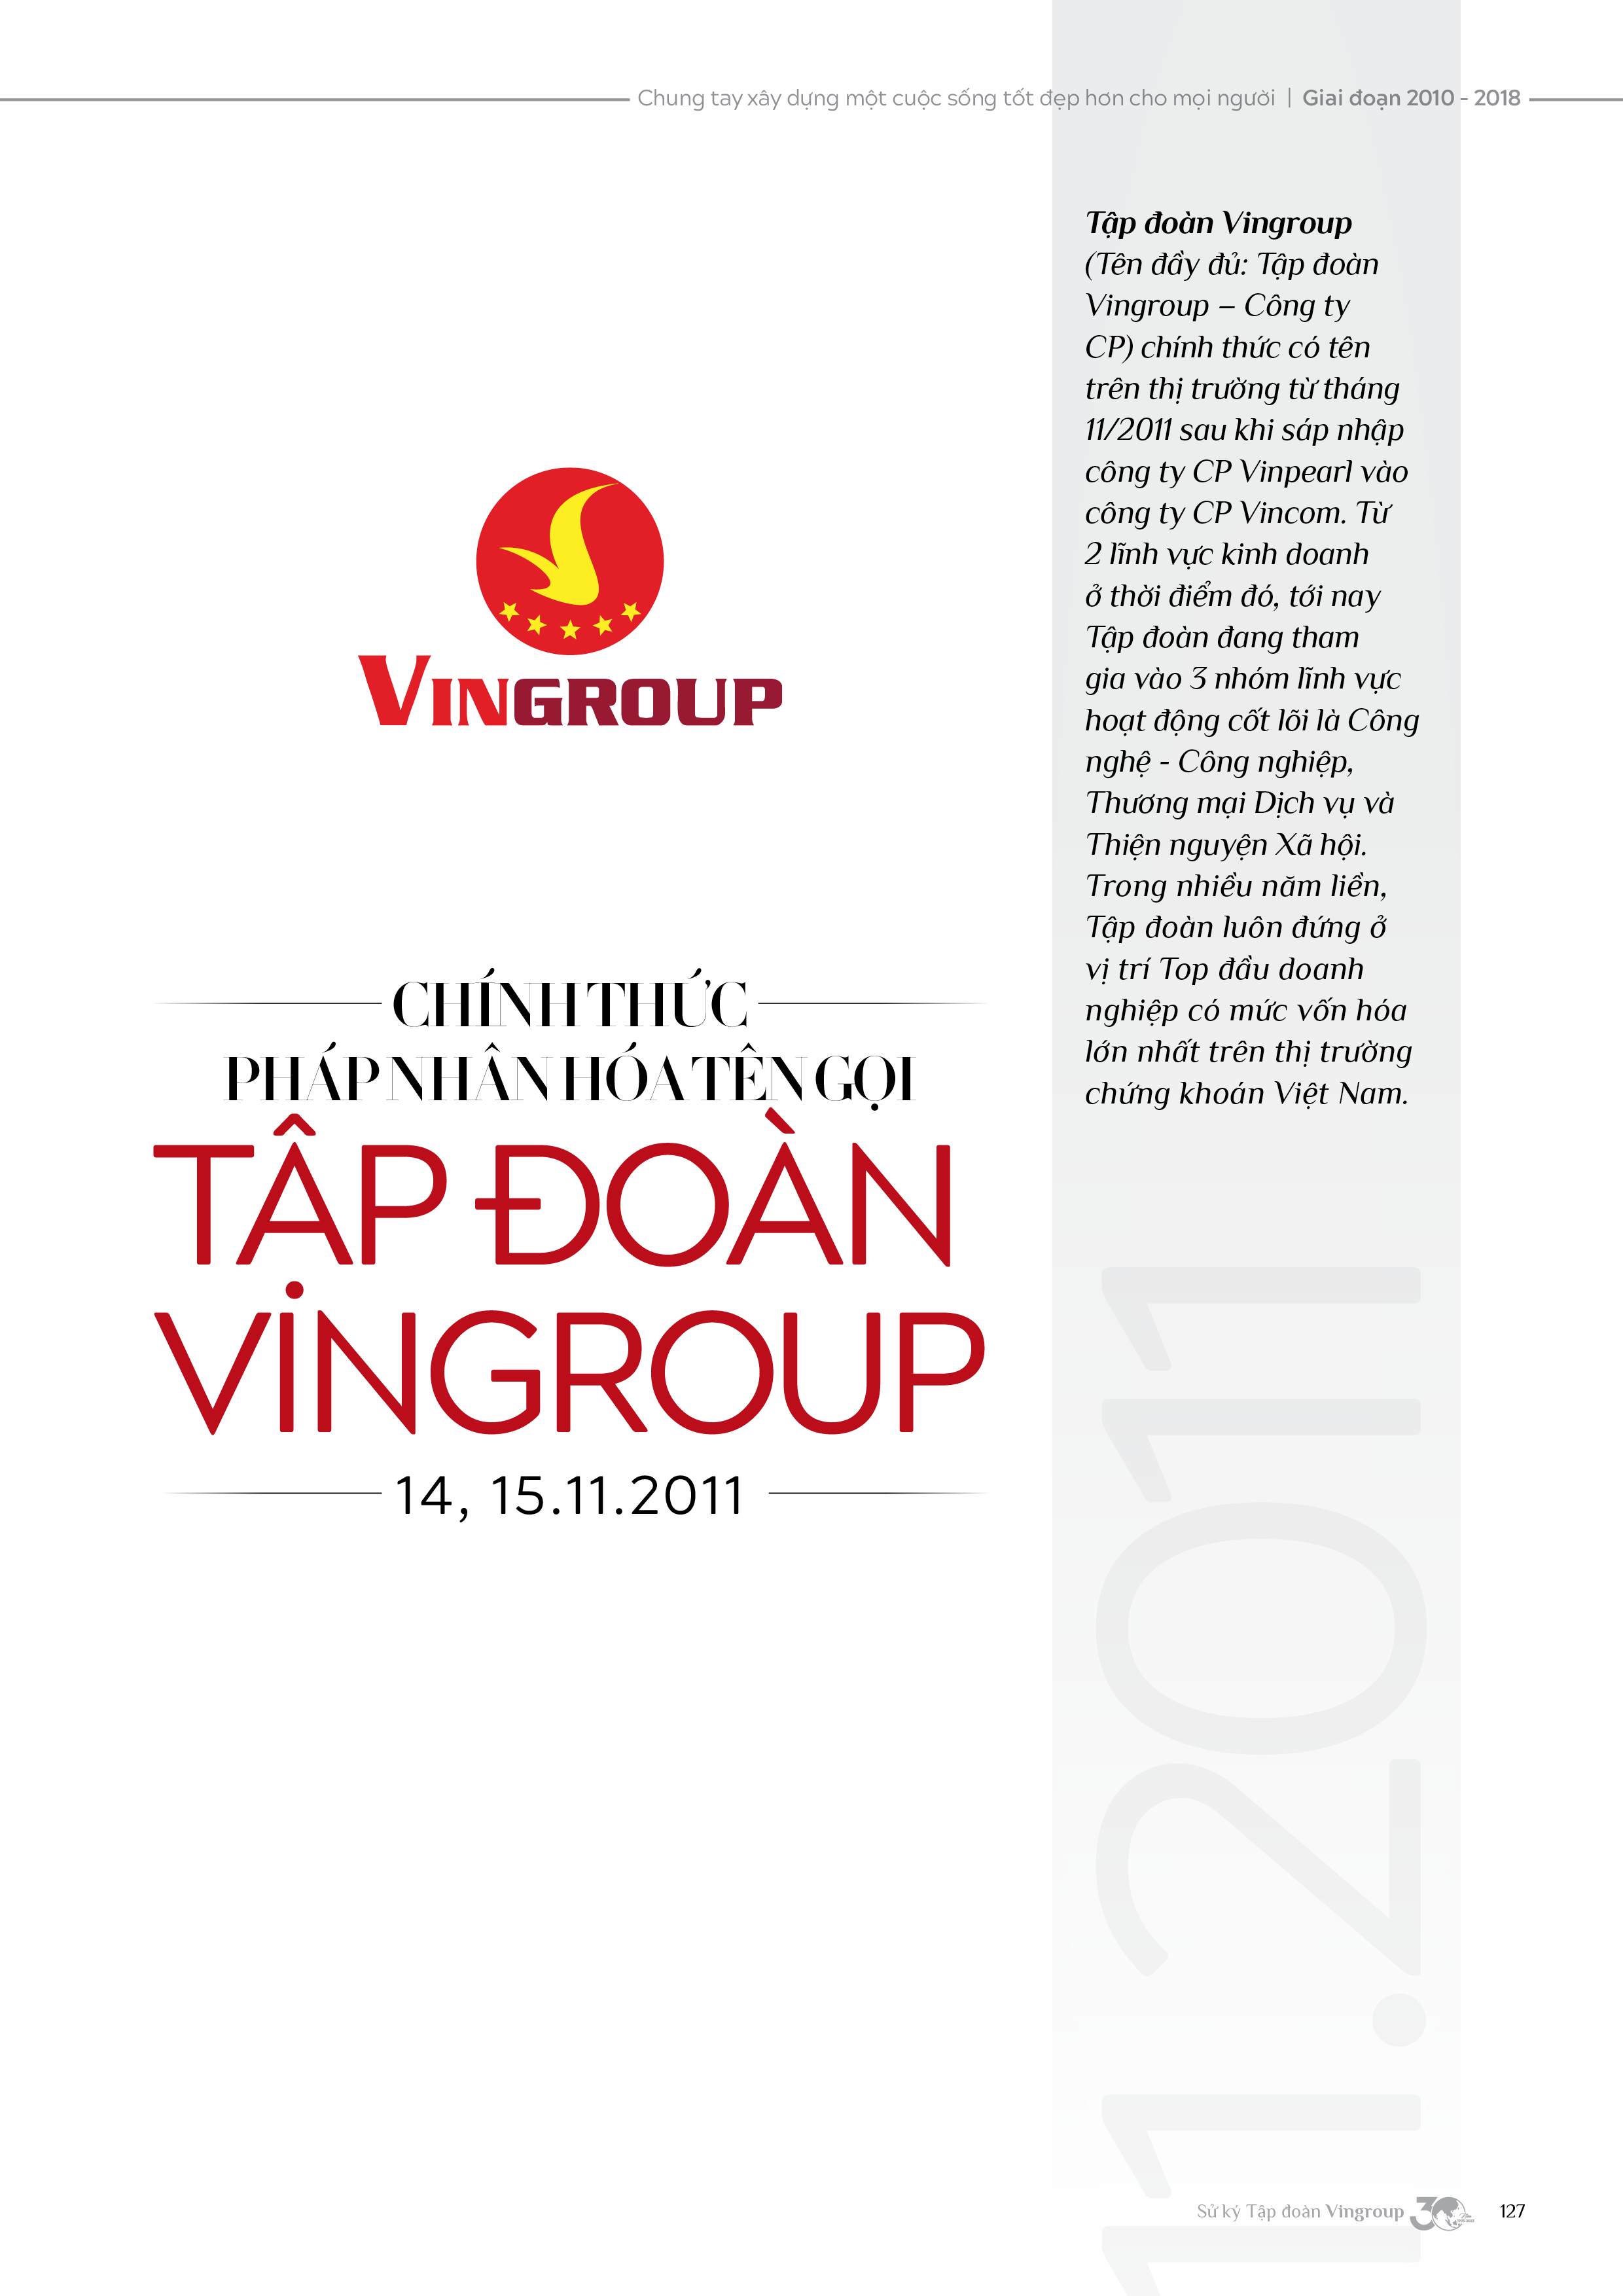 Chung tay xây dựng một cuộc sống tốt đẹp hơn cho mọi người | Giai đoạn 2010 - 2018
VINGROUP
CHÍNH THỨC
PHÁP NHÂN HÓA TÊN GỌI
TẬP ĐOÀN
VINGROUP
14, 15.11.2011
Tập đoàn Vingroup
(Tên đầy đủ: Tập đoàn
Vingroup – Công ty
CP) chính thức có tên
trên thị trường từ tháng
11/2011 sau khi sáp nhập
công ty CP Vinpearl vào
công ty CP Vincom. Từ
2 lĩnh vực kinh doanh
ở thời điểm đó, tới nay
Tập đoàn đang tham
gia vào 3 nhóm lĩnh vực
hoạt động cốt lõi là Công
nghệ - Công nghiệp,
Thương mại Dịch vụ và
Thiện nguyện Xã hội.
Trong nhiều năm liền,
Tập đoàn luôn đứng ở
vị trí Top đầu doanh
nghiệp có mức vốn hóa
lớn nhất trên thị trường
chứng khoán Việt Nam.
11.2011
Sử ký Tập đoàn Vingroup 30 127